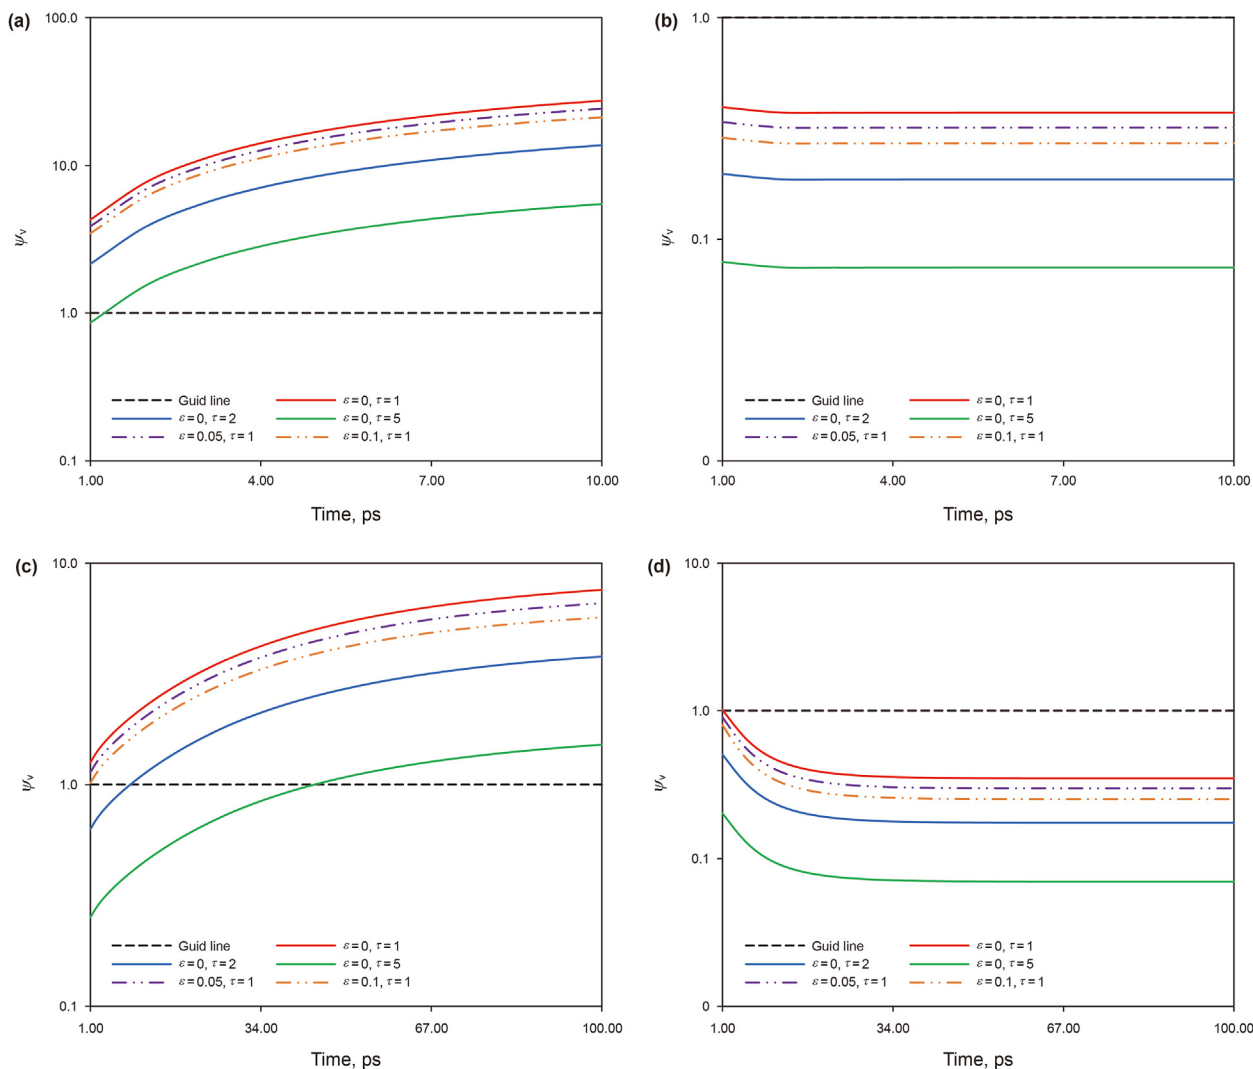 (a)
100.0
10.0
1.0
0.1
ψv
Guid line
ε=0, τ=1
ε=0, τ=2
ε=0, τ=5
ε=0.05, τ=1
ε=0.1, τ=1
1.00
4.00
7.00
10.00
Time, ps
(b)
1.0
0.1
0
ψv
Guid line
ε=0, τ=1
ε=0, τ=2
ε=0, τ=5
ε=0.05, τ=1
ε=0.1, τ=1
1.00
4.00
7.00
10.00
Time, ps
(c)
10.0
1.0
0.1
ψv
Guid line
ε=0, τ=1
ε=0, τ=2
ε=0, τ=5
ε=0.05, τ=1
ε=0.1, τ=1
1.00
34.00
67.00
100.00
Time, ps
(d)
10.0
1.0
0.1
0
ψv
Guid line
ε=0, τ=1
ε=0, τ=2
ε=0, τ=5
ε=0.05, τ=1
ε=0.1, τ=1
1.00
34.00
67.00
100.00
Time, ps